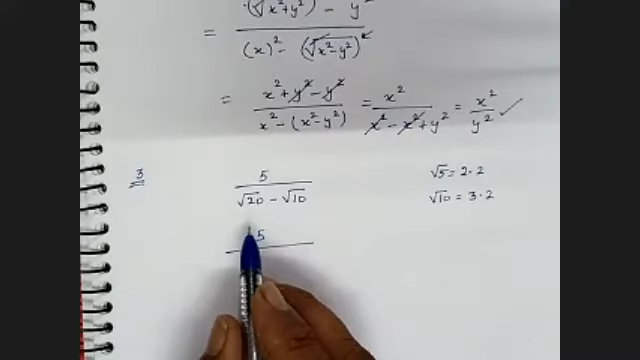 (√x²+y²)² - y²
= (x)² - (√x²-y²)²
= x²+y²-y² / x²-(x²-y²) = x² / x²-x²+y² = x² / y² ✓
3 5 / √20 - √10 √5 = 2·2
√10 = 3·2
5